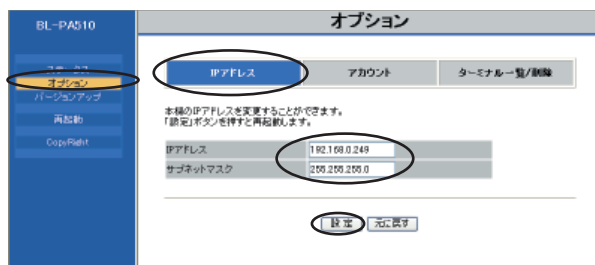 BL-PA510
オプション
ステータス
オプション
バージョンアップ
再起動
CopyRight
IPアドレス
アカウント
ターミナル一覧/削除
本機のIPアドレスを変更することができます。
「設定」ボタンを押すと再起動します。
IPアドレス 192.168.0.249
サブネットマスク 255.255.255.0
設定 元に戻す